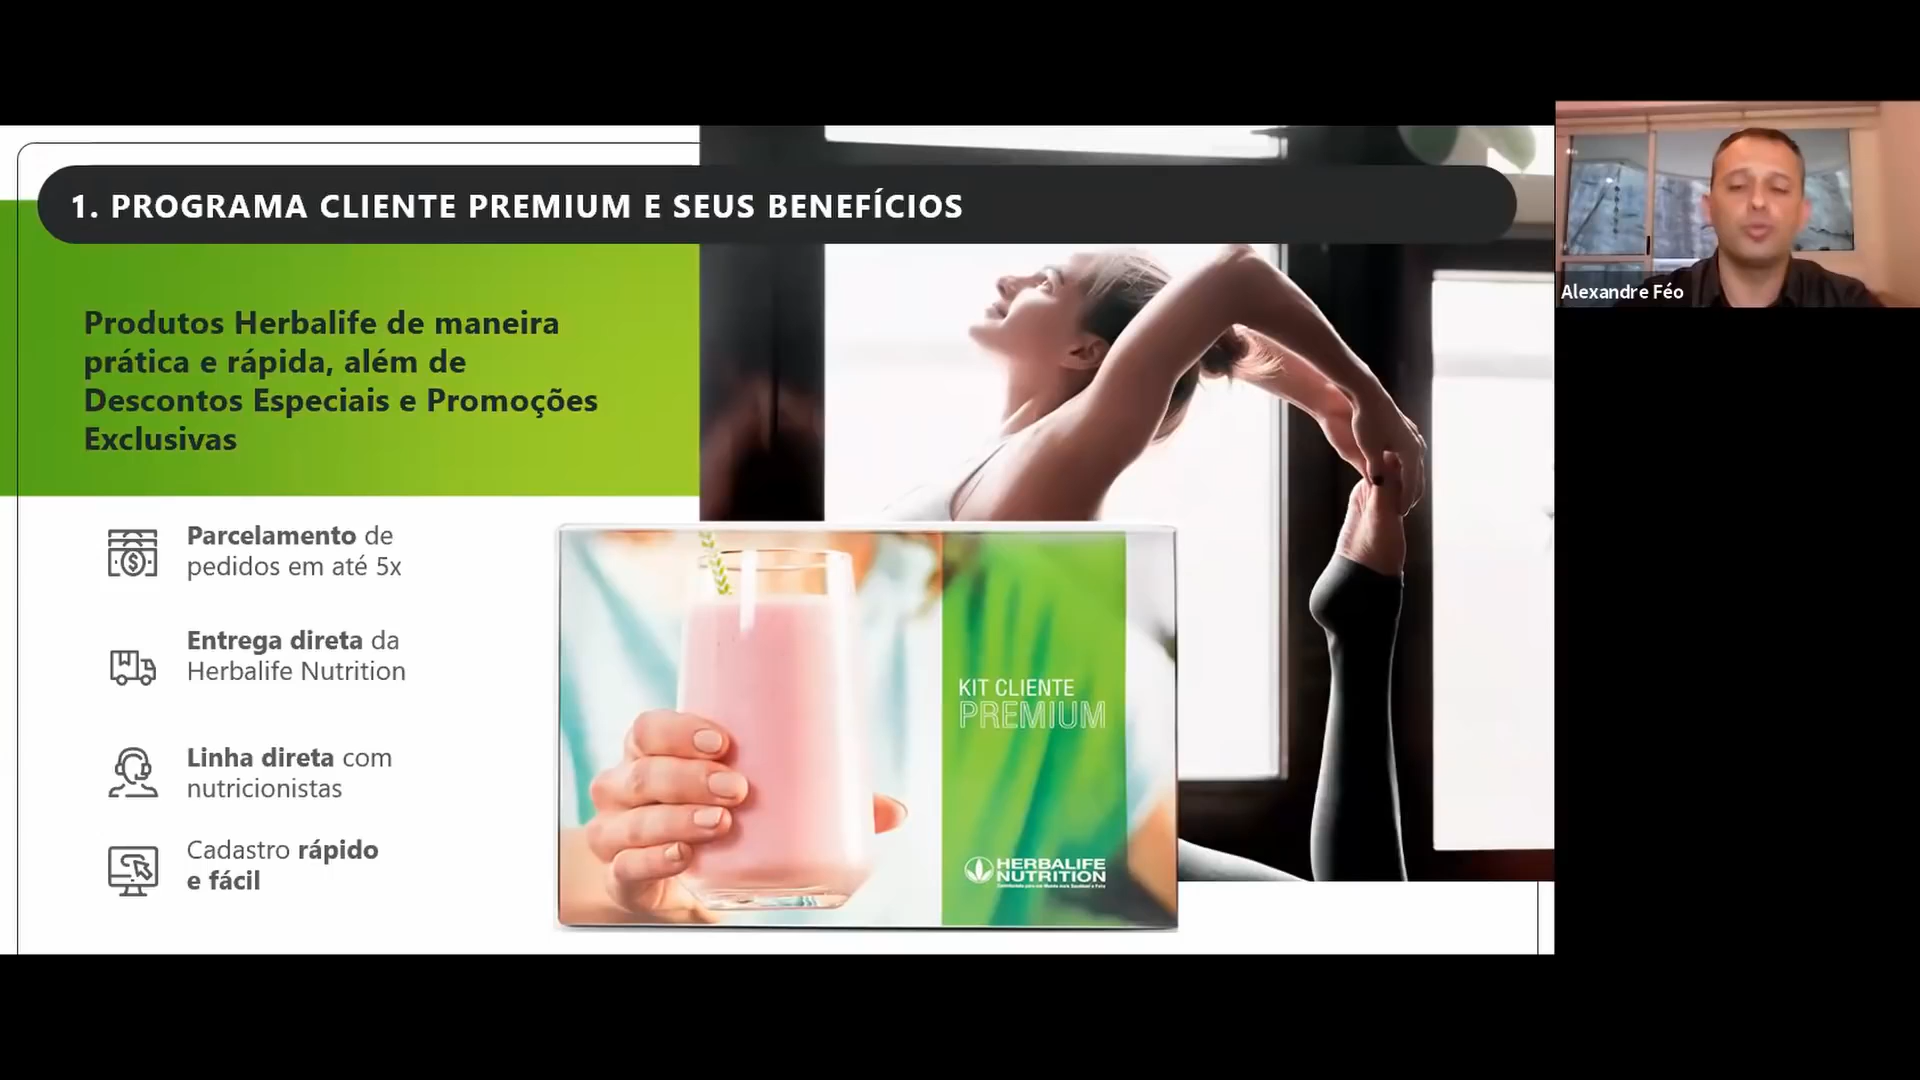 1. PROGRAMA CLIENTE PREMIUM E SEUS BENEFÍCIOS
Produtos Herbalife de maneira
prática e rápida, além de
Descontos Especiais e Promoções
Exclusivas
Parcelamento de
pedidos em até 5x
Entrega direta da
Herbalife Nutrition
Linha direta com
nutricionistas
Cadastro rápido
e fácil
KIT CLIENTE
PREMIUM
HERBALIFE
NUTRITION
Alexandre Féo